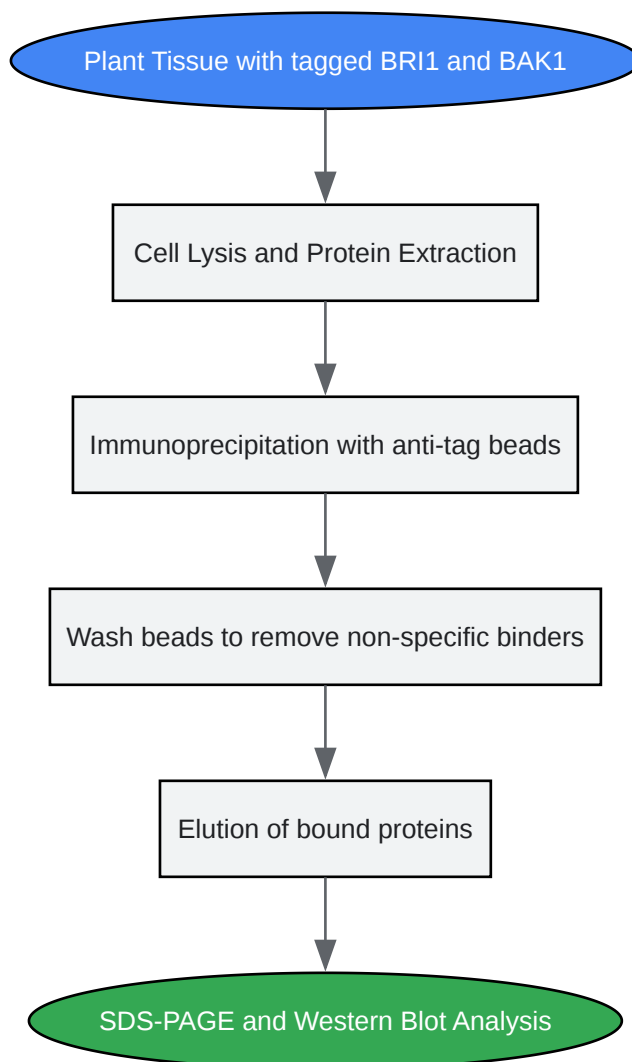 Plant Tissue with tagged BRI1 and BAK1
Cell Lysis and Protein Extraction
Immunoprecipitation with anti-tag beads
Wash beads to remove non-specific binders
Elution of bound proteins
SDS-PAGE and Western Blot Analysis